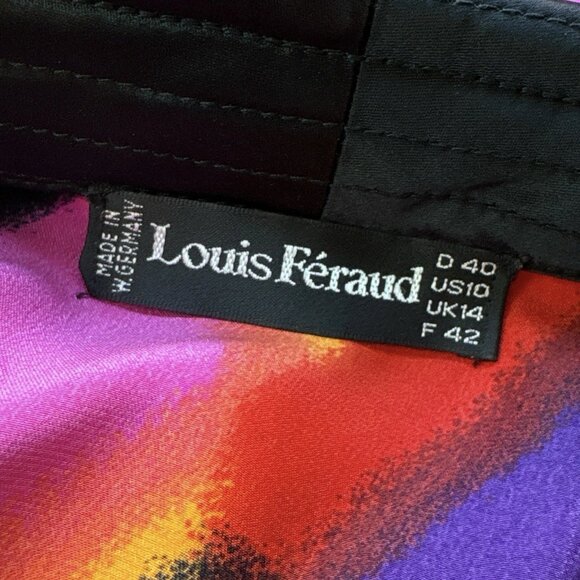 MADE IN
W.GERMANY
Louis Féraud
D 40
US10
UK14
F 42